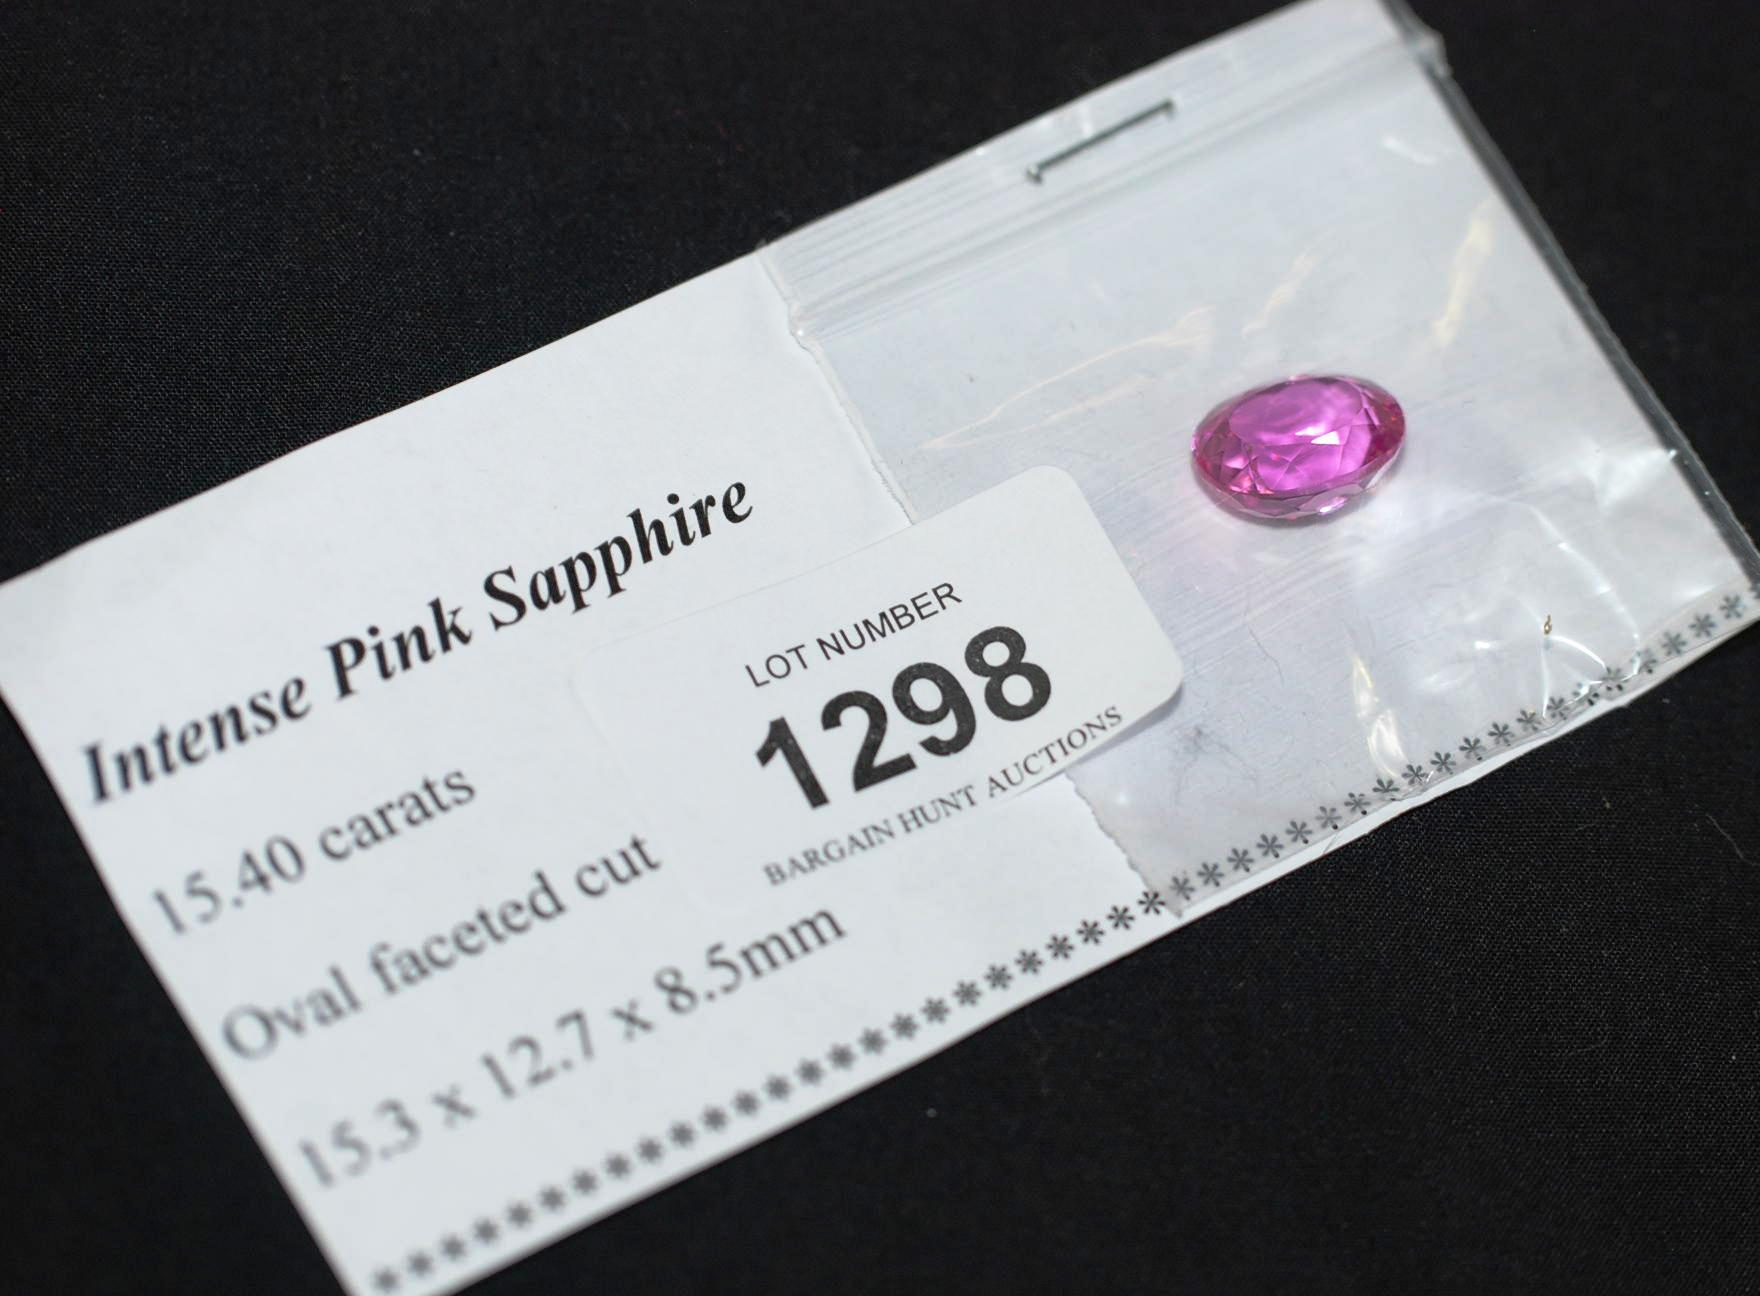 Intense Pink Sapphire
15.40 carats
Oval faceted cut
15.3 x 12.7 x 8.5mm
LOT NUMBER
1298
BARGAIN HUNT AUCTIONS
*******************************************